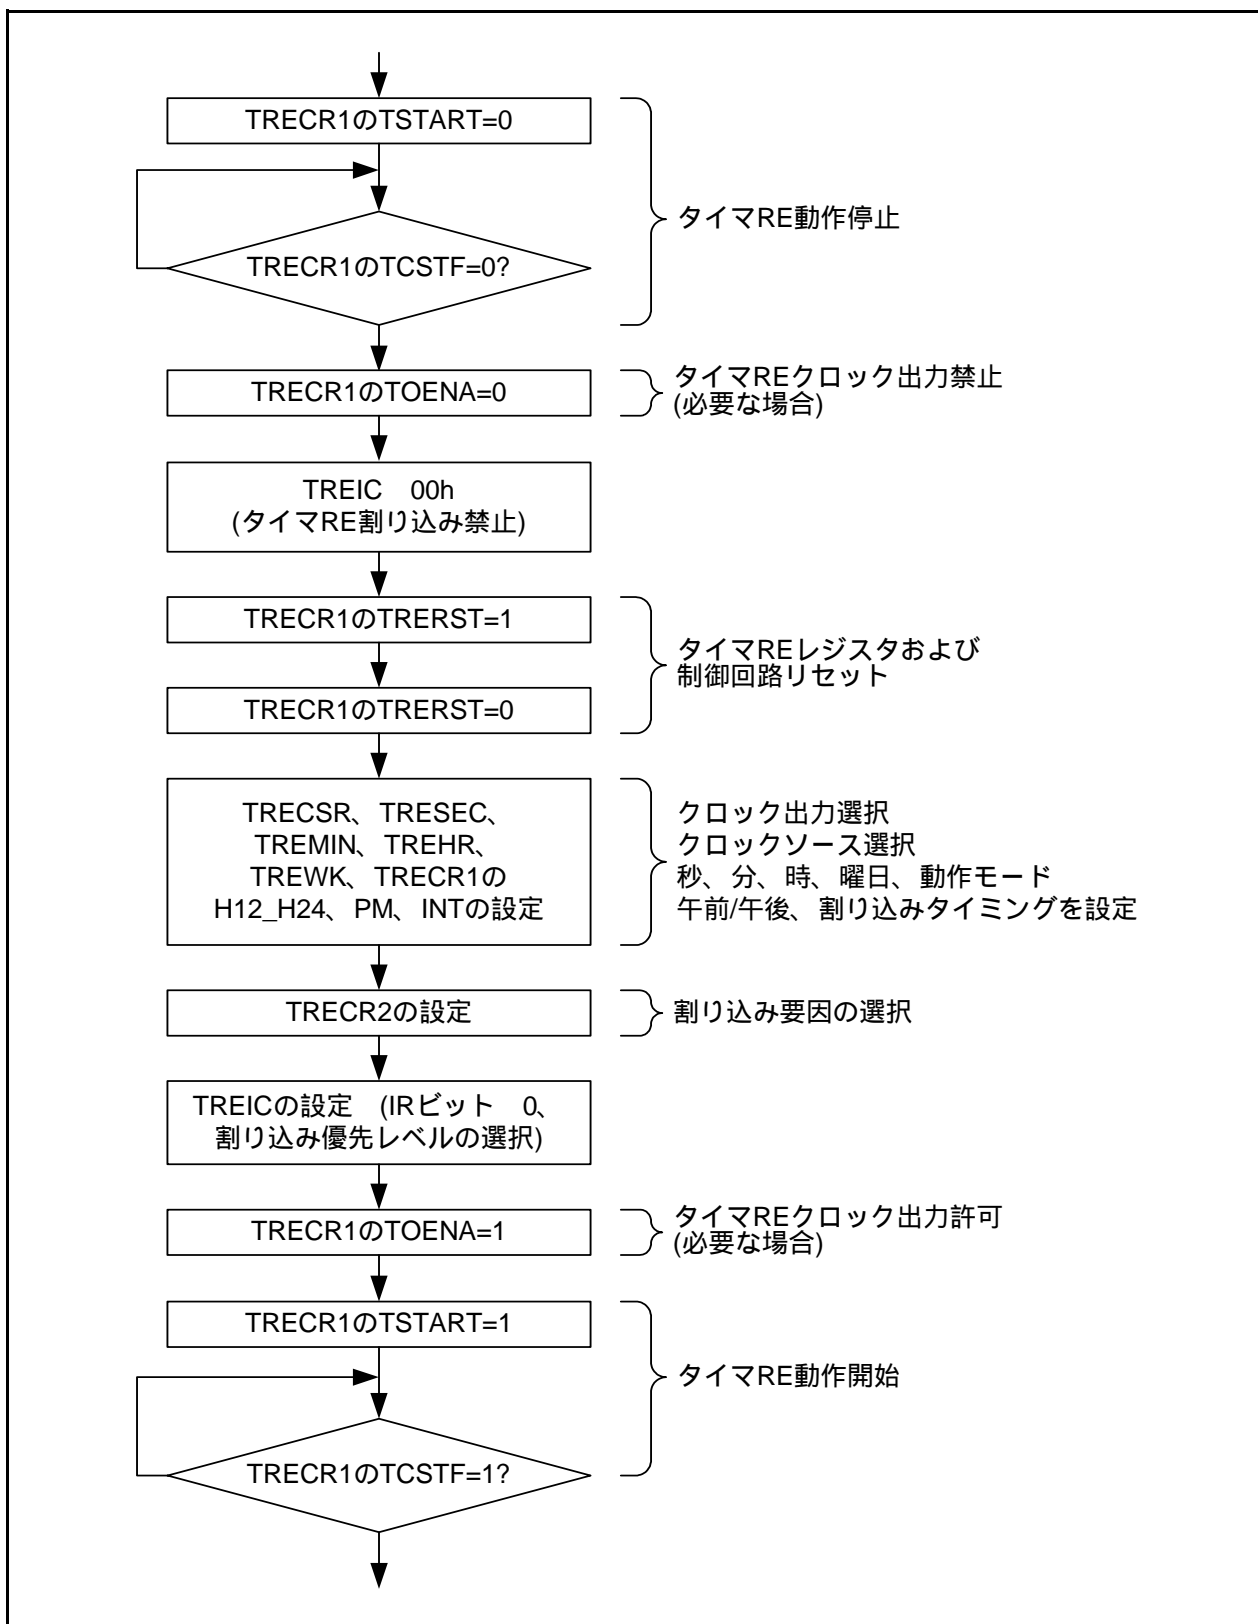 TRECR1のTSTART=0
TRECR1のTCSTF=0?
タイマRE動作停止
TRECR1のTOENA=0
タイマREクロック出力禁止
(必要な場合)
TREIC　00h
(タイマRE割り込み禁止)
TRECR1のTRERST=1
TRECR1のTRERST=0
タイマREレジスタおよび
制御回路リセット
TRECSR、TRESEC、
TREMIN、TREHR、
TREWK、TRECR1の
H12_H24、PM、INTの設定
クロック出力選択
クロックソース選択
秒、分、時、曜日、動作モード
午前/午後、割り込みタイミングを設定
TRECR2の設定
割り込み要因の選択
TREICの設定　(IRビット　0、
割り込み優先レベルの選択)
TRECR1のTOENA=1
タイマREクロック出力許可
(必要な場合)
TRECR1のTSTART=1
TRECR1のTCSTF=1?
タイマRE動作開始